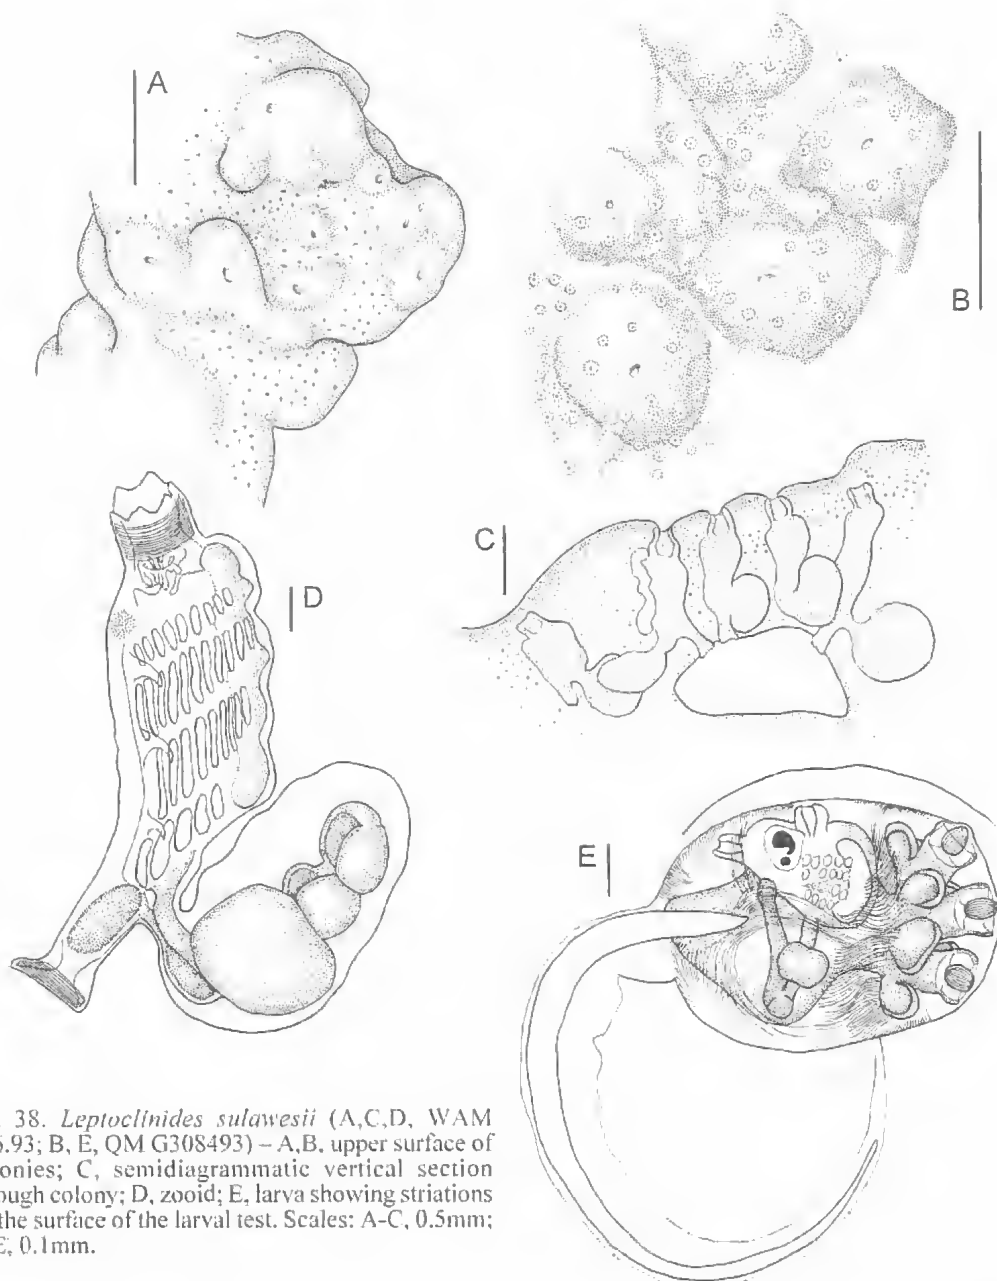 A
B
C
D
E
38. Leptoclinides sulawesii (A,C,D, WAM
.93; B, E, QM G308493) – A,B, upper surface of
onies; C, semidiagrammatic vertical section
ough colony; D, zooid; E, larva showing striations
the surface of the larval test. Scales: A-C, 0.5mm;
E, 0.1mm.